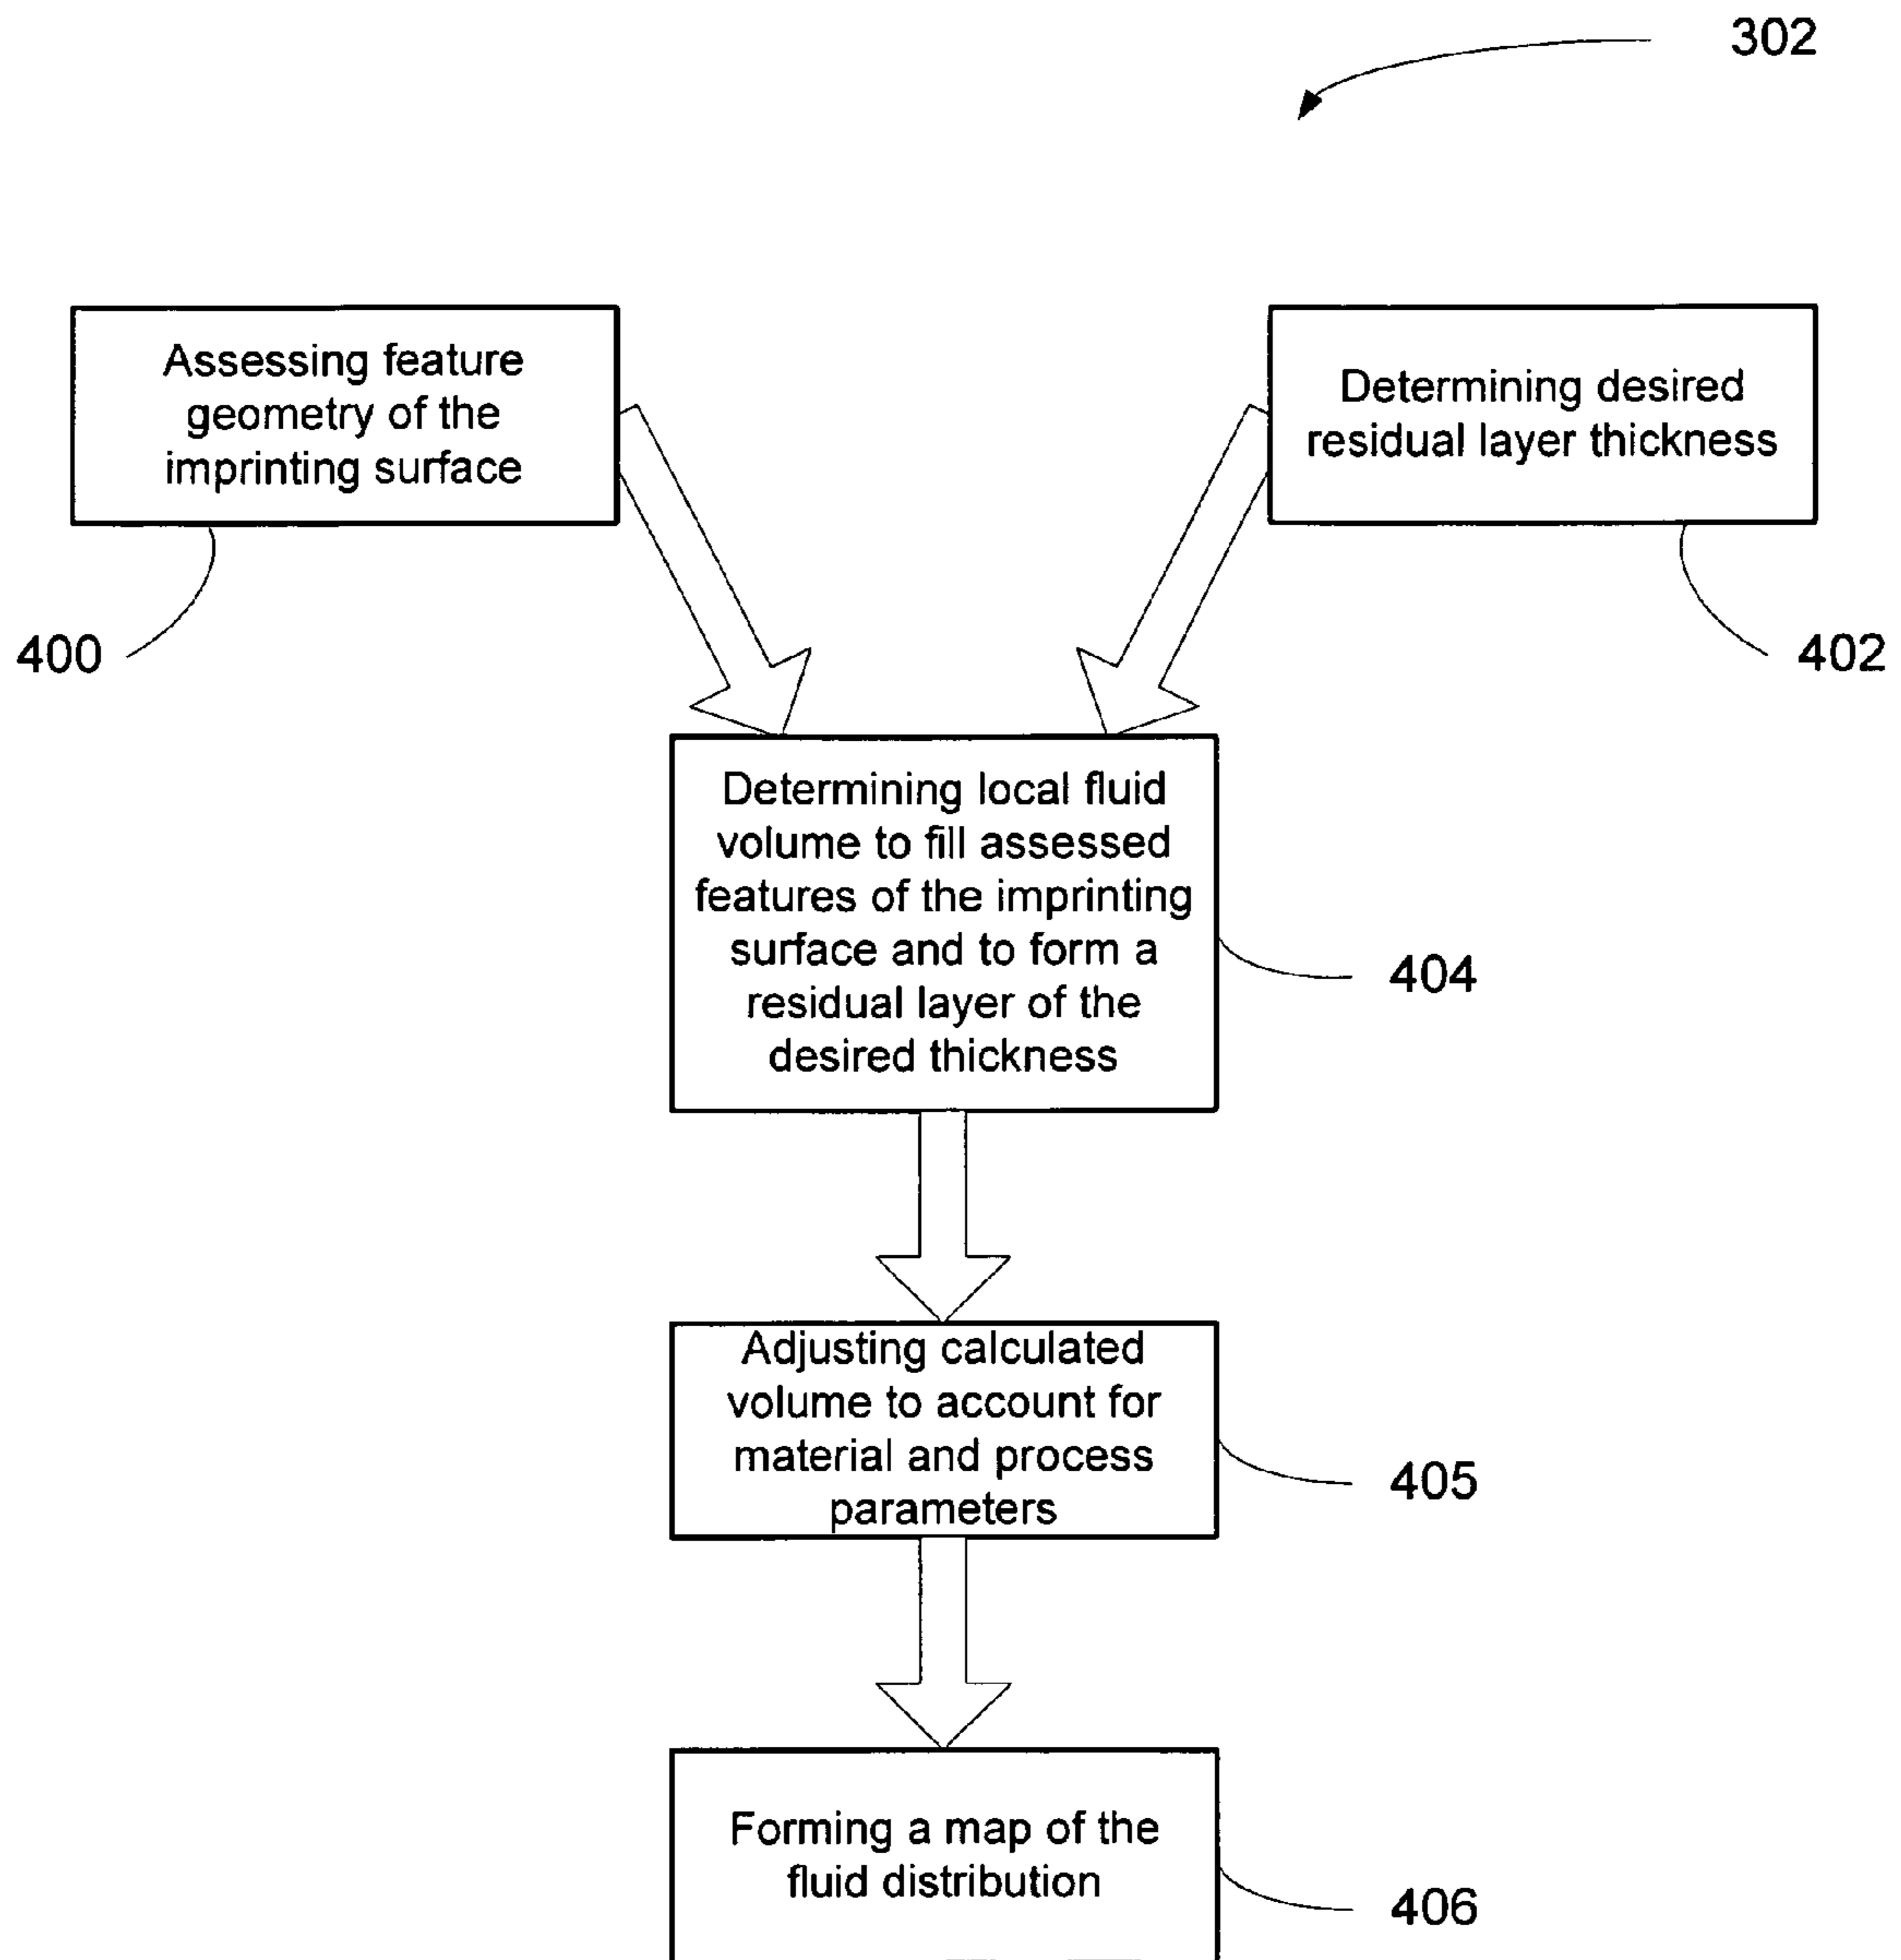 302
Assessing feature
geometry of the
imprinting surface
Determining desired
residual layer thickness
400
402
Determining local fluid
volume to fill assessed
features of the imprinting
surface and to form a
residual layer of the
desired thickness
404
Adjusting calculated
volume to account for
material and process
parameters
405
Forming a map of the
fluid distribution
406